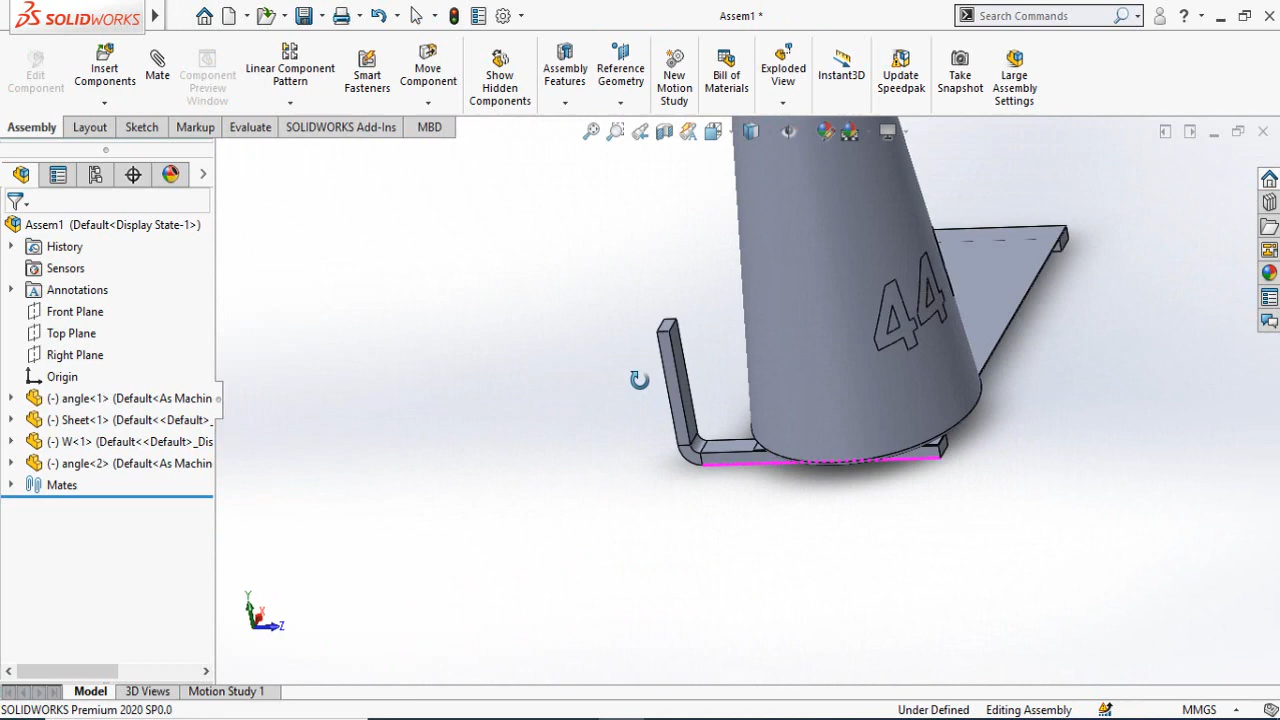 SOLIDWORKS
Assem1 *
Search Commands
Edit Component
Insert Components
Mate
Component Preview Window
Linear Component Pattern
Smart Fasteners
Move Component
Show Hidden Components
Assembly Features
Reference Geometry
New Motion Study
Bill of Materials
Exploded View
Instant3D
Update Speedpak
Take Snapshot
Large Assembly Settings
Assembly
Layout
Sketch
Markup
Evaluate
SOLIDWORKS Add-Ins
MBD
Assem1 (Default<Display State-1>)
History
Sensors
Annotations
Front Plane
Top Plane
Right Plane
Origin
(-) angle<1> (Default<As Machin
(-) Sheet<1> (Default<<Default>_
(-) W<1> (Default<<Default>_Dis
(-) angle<2> (Default<As Machin
Mates
44
Y
X
Z
Model
3D Views
Motion Study 1
SOLIDWORKS Premium 2020 SP0.0
Under Defined
Editing Assembly
MMGS